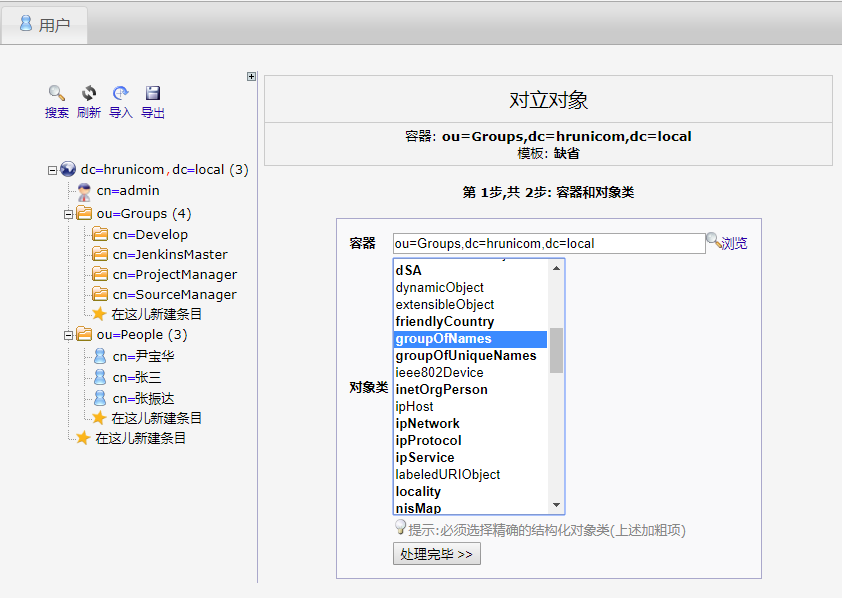 用户
搜索 刷新 导入 导出
dc=hrunicom,dc=local (3)
cn=admin
ou=Groups (4)
cn=Develop
cn=JenkinsMaster
cn=ProjectManager
cn=SourceManager
在这儿新建条目
ou=People (3)
cn=尹宝华
cn=张三
cn=张振达
在这儿新建条目
在这儿新建条目
对立对象
容器: ou=Groups,dc=hrunicom,dc=local
模板: 缺省
第 1步,共 2步: 容器和对象类
容器 ou=Groups,dc=hrunicom,dc=local 浏览
对象类
dSA
dynamicObject
extensibleObject
friendlyCountry
groupOfNames
groupOfUniqueNames
ieee802Device
inetOrgPerson
ipHost
ipNetwork
ipProtocol
ipService
labeledURIObject
locality
nisMap
提示:必须选择精确的结构化对象类(上述加粗项)
处理完毕 >>